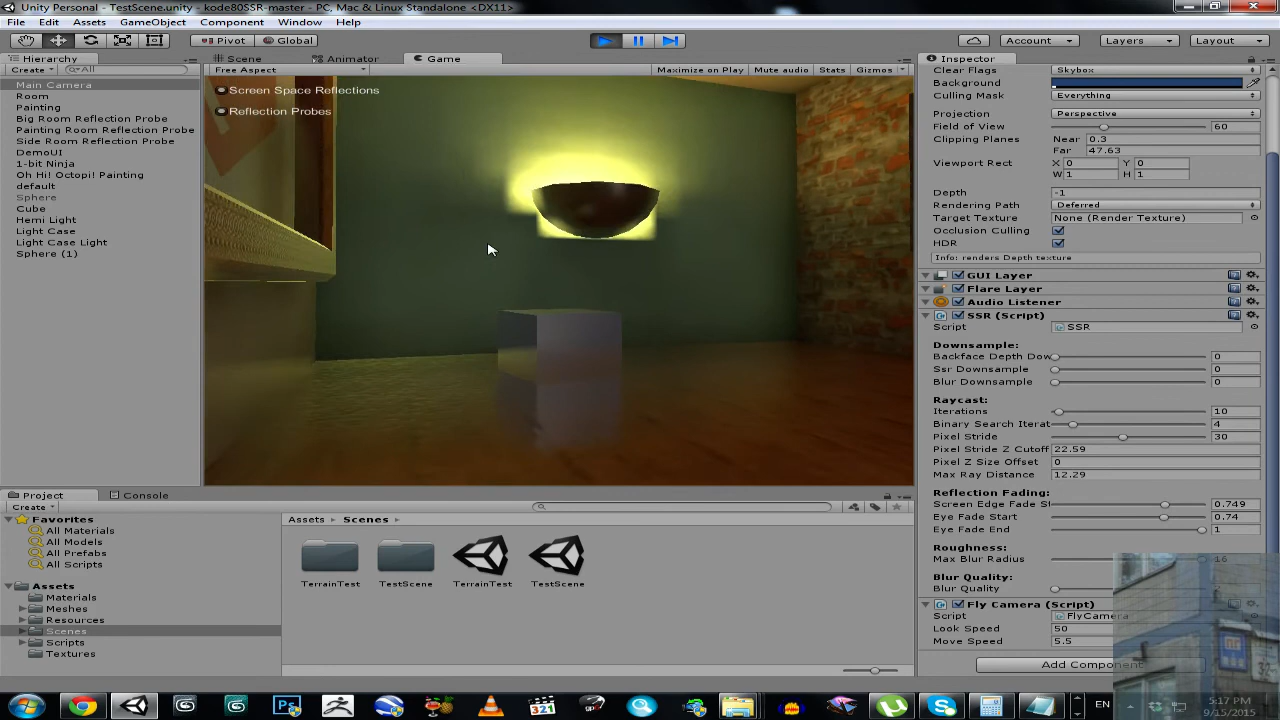 Unity Personal - TestScene.unity - kode80SSR-master - PC, Mac & Linux Standalone <DX11>
File Edit Assets GameObject Component Window Help
Pivot Global Account Layers Layout
Hierarchy
Create All
Main Camera
Room
Painting
Big Room Reflection Probe
Painting Room Reflection Probe
Side Room Reflection Probe
DemoUI
1-bit Ninja
Oh Hi! Octopi! Painting
default
Sphere
Cube
Hemi Light
Light Case
Light Case Light
Sphere (1)
Scene Animator Game
Free Aspect Maximize on Play Mute audio Stats Gizmos
Screen Space Reflections
Reflection Probes
Inspector
Clear Flags Skybox
Background
Culling Mask Everything
Projection Perspective
Field of View 60
Clipping Planes Near 0.3
Far 47.63
Viewport Rect X 0 Y 0
W 1 H 1
Depth -1
Rendering Path Deferred
Target Texture None (Render Texture)
Occlusion Culling
HDR
Info: renders Depth texture
GUI Layer
Flare Layer
Audio Listener
SSR (Script)
Script SSR
Downsample:
Backface Depth Dow 0
Ssr Downsample 0
Blur Downsample 0
Raycast:
Iterations 10
Binary Search Iterat 4
Pixel Stride 30
Pixel Stride Z Cutoff 22.59
Pixel Z Size Offset 0
Max Ray Distance 12.29
Reflection Fading:
Screen Edge Fade St 0.749
Eye Fade Start 0.74
Eye Fade End 1
Roughness:
Max Blur Radius 16
Blur Quality:
Blur Quality
Fly Camera (Script)
Script FlyCamera
Look Speed 50
Move Speed 5.5
Add Component
Project Console
Create
Favorites
All Materials
All Models
All Prefabs
All Scripts
Assets
Materials
Meshes
Resources
Scenes
Scripts
Textures
Assets Scenes
TerrainTest TestScene TerrainTest TestScene
321
EN
5:17 PM
9/15/2015